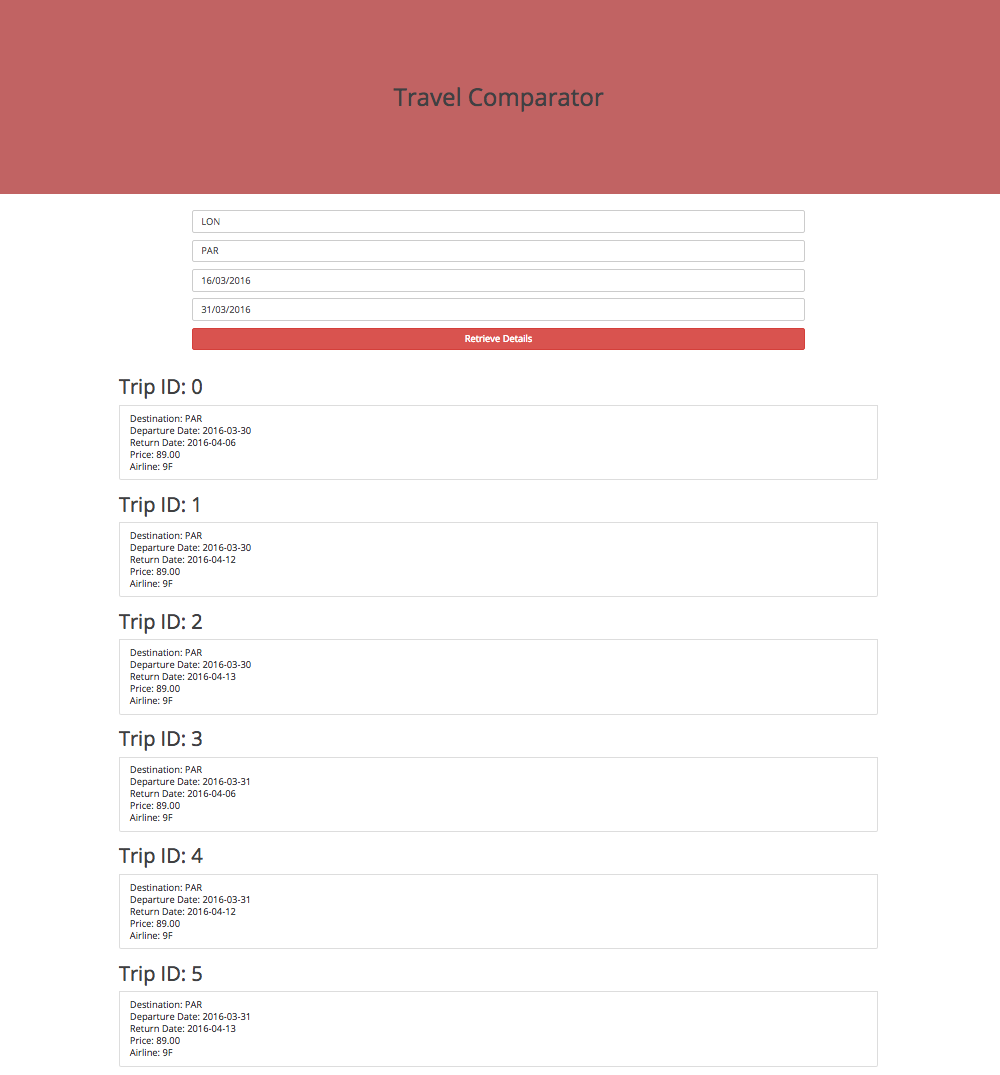 Travel Comparator
LON
PAR
16/03/2016
31/03/2016
Retrieve Details
Trip ID: 0
Destination: PAR
Departure Date: 2016-03-30
Return Date: 2016-04-06
Price: 89.00
Airline: 9F
Trip ID: 1
Destination: PAR
Departure Date: 2016-03-30
Return Date: 2016-04-12
Price: 89.00
Airline: 9F
Trip ID: 2
Destination: PAR
Departure Date: 2016-03-30
Return Date: 2016-04-13
Price: 89.00
Airline: 9F
Trip ID: 3
Destination: PAR
Departure Date: 2016-03-31
Return Date: 2016-04-06
Price: 89.00
Airline: 9F
Trip ID: 4
Destination: PAR
Departure Date: 2016-03-31
Return Date: 2016-04-12
Price: 89.00
Airline: 9F
Trip ID: 5
Destination: PAR
Departure Date: 2016-03-31
Return Date: 2016-04-13
Price: 89.00
Airline: 9F